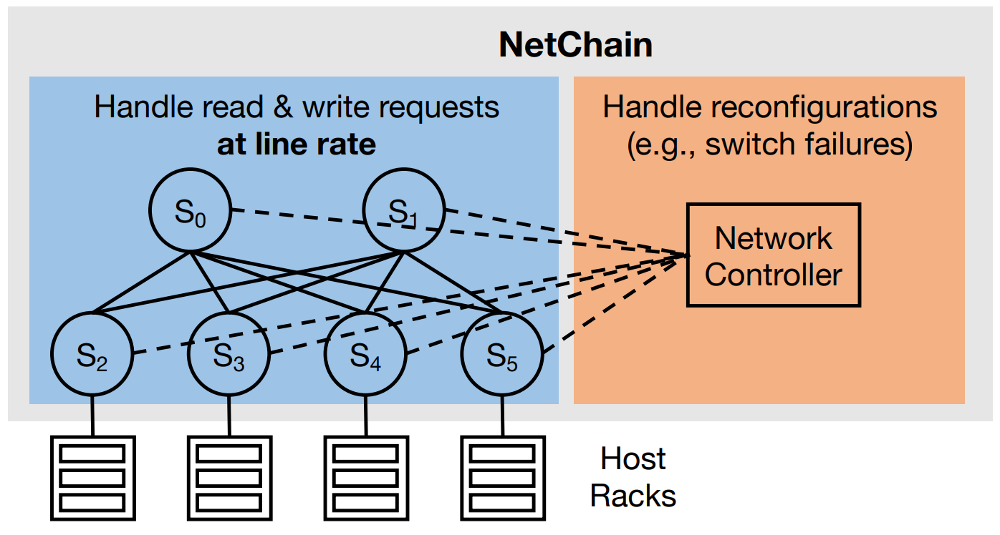 NetChain
Handle read & write requests
at line rate
Handle reconfigurations
(e.g., switch failures)
S0
S1
Network
Controller
S2
S3
S4
S5
Host
Racks